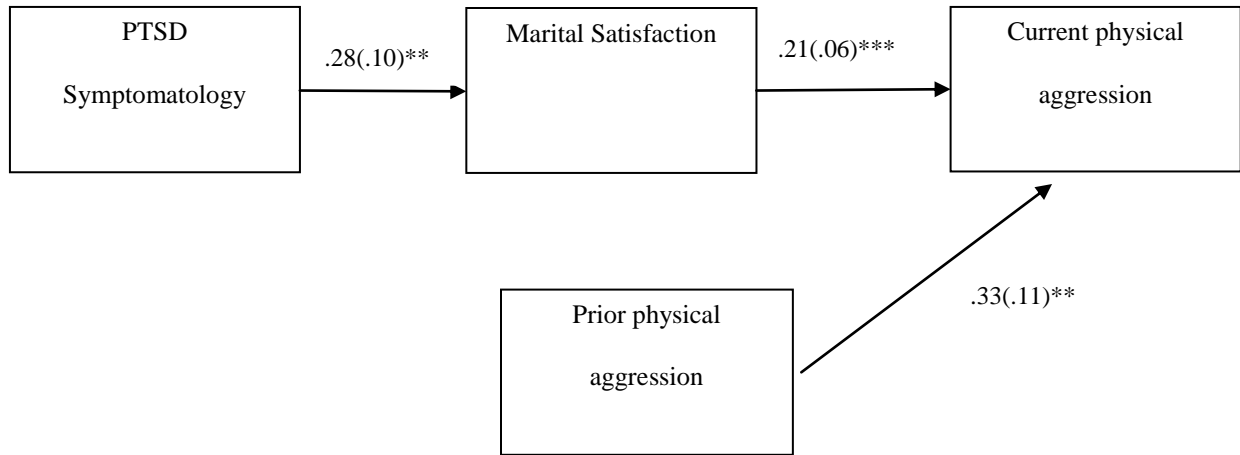 PTSD
Symptomatology
.28(.10)**
Marital Satisfaction
.21(.06)***
Current physical
aggression
Prior physical
aggression
.33(.11)**